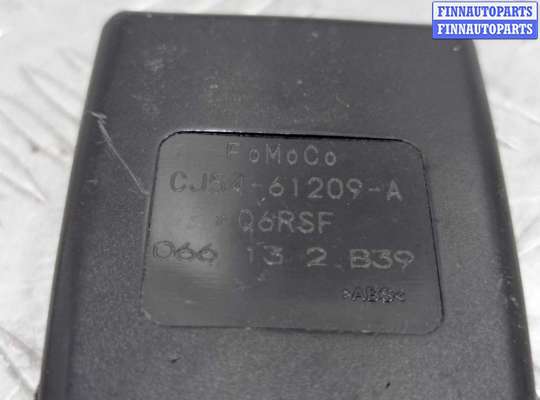 FINNAUTOPARTS
FINNAUTOPARTS
FoMoCo
CJ54-61209-A
Q6RSF
066 13 2 B39
>ABS<